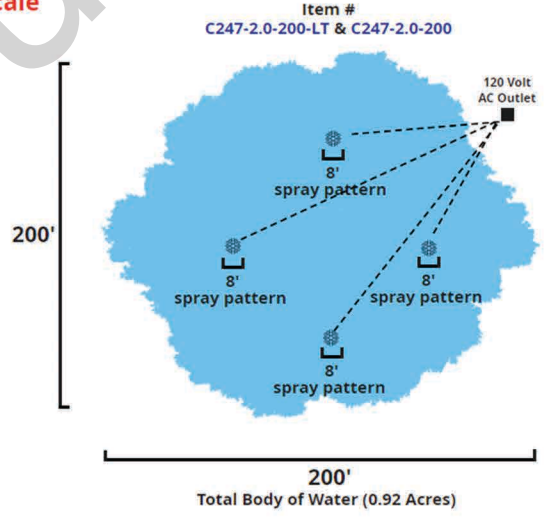 cale
Item #
C247-2.0-200-LT & C247-2.0-200
120 Volt
AC Outlet
8'
spray pattern
200'
8'
spray pattern
8'
spray pattern
8'
spray pattern
200'
Total Body of Water (0.92 Acres)